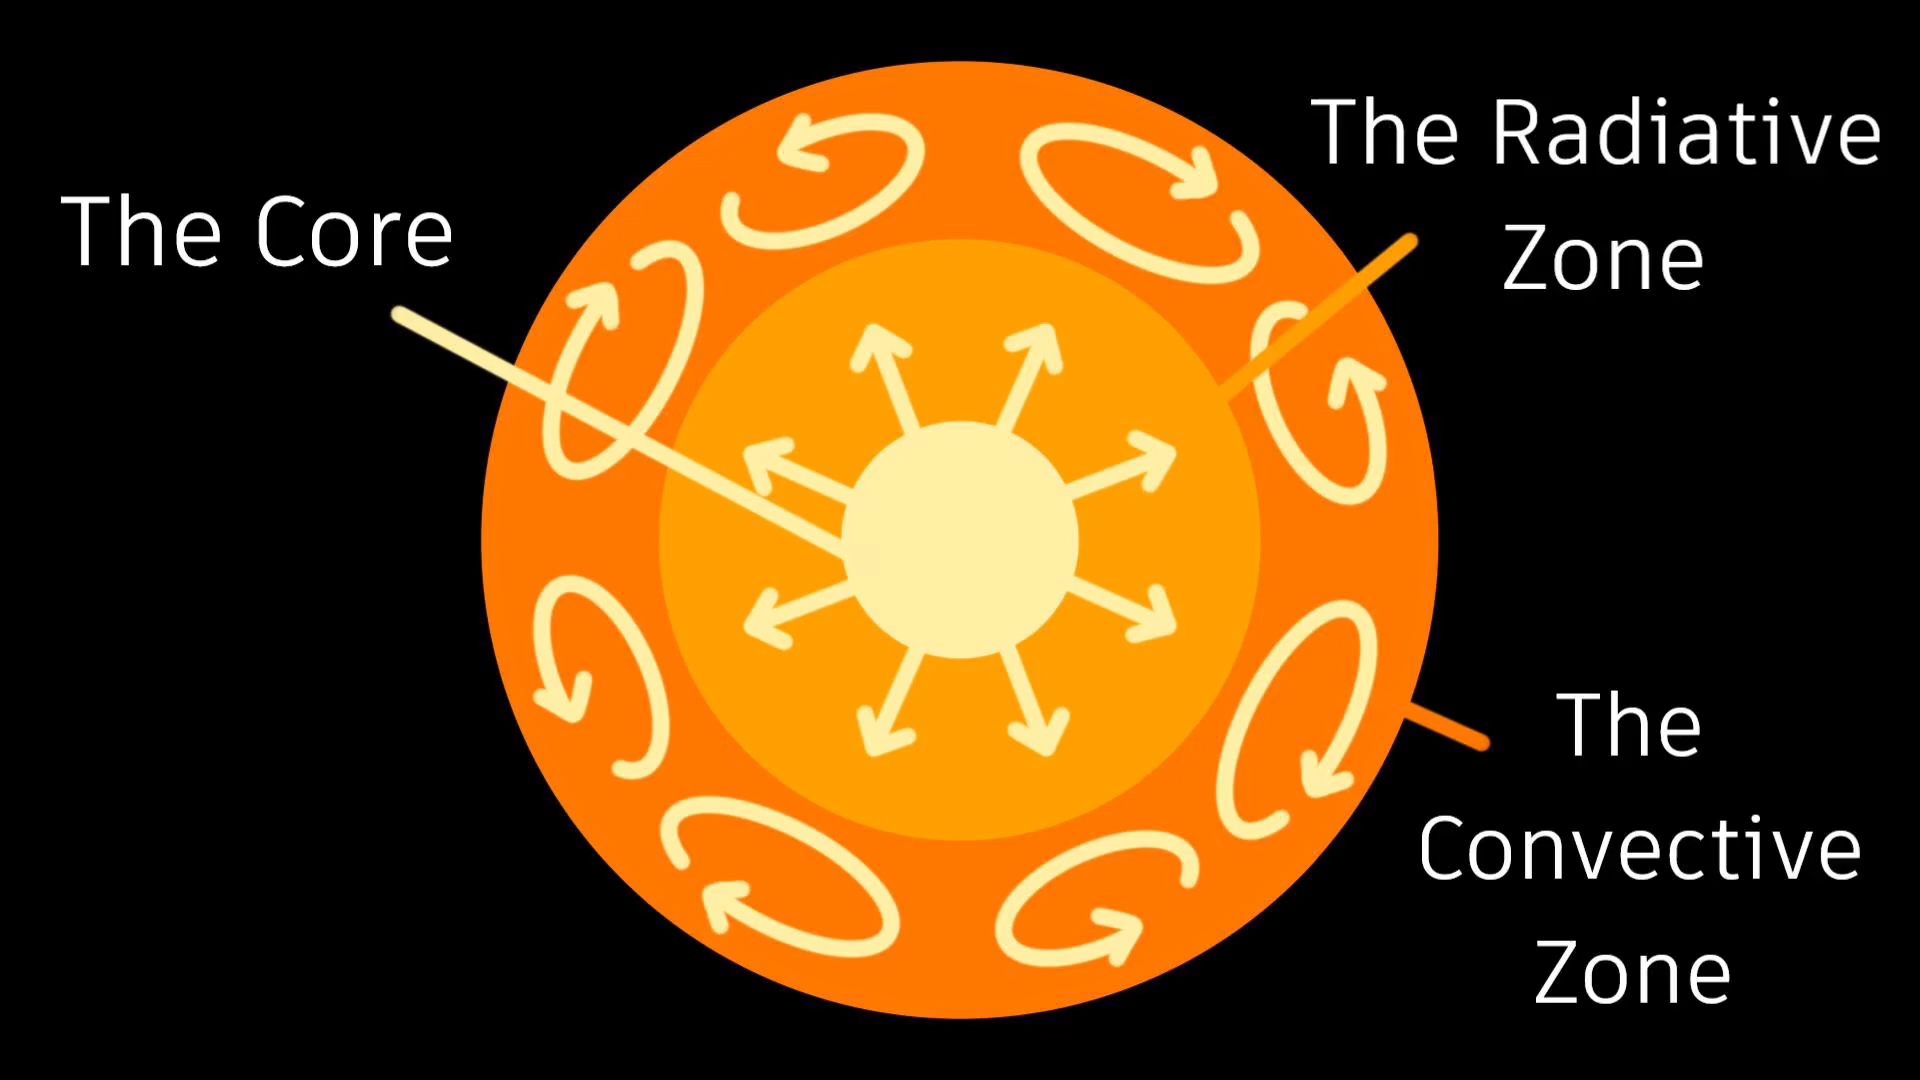 The Core
The Radiative
Zone
The
Convective
Zone